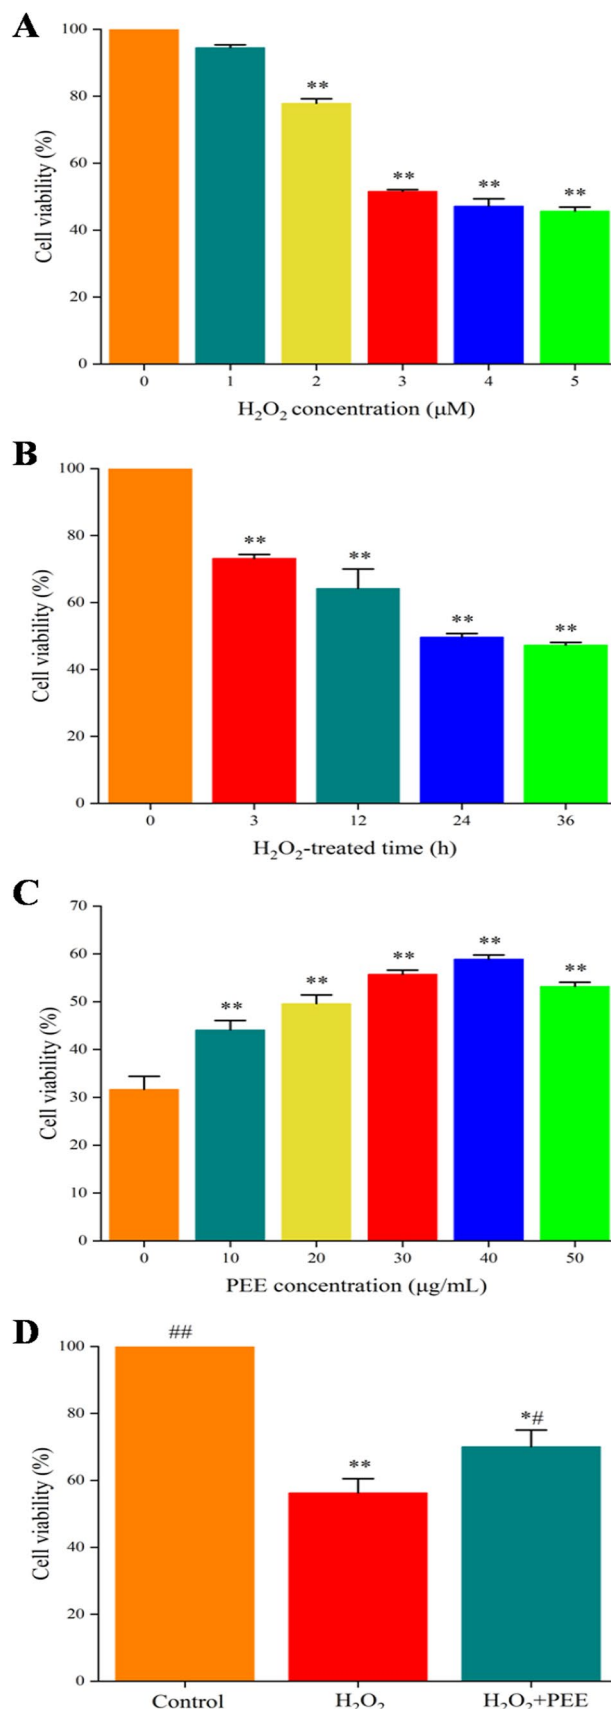 A
100
80
60
40
20
0
Cell viability (%)
**
**
**
**
0 1 2 3 4 5
H₂O₂ concentration (μM)
B
100
80
60
40
20
0
Cell viability (%)
**
**
**
**
0 3 12 24 36
H₂O₂-treated time (h)
C
70
60
50
40
30
20
10
0
Cell viability (%)
**
**
**
**
**
0 10 20 30 40 50
PEE concentration (μg/mL)
D
100
80
60
40
20
0
Cell viability (%)
##
**
*#
Control H₂O₂ H₂O₂+PEE